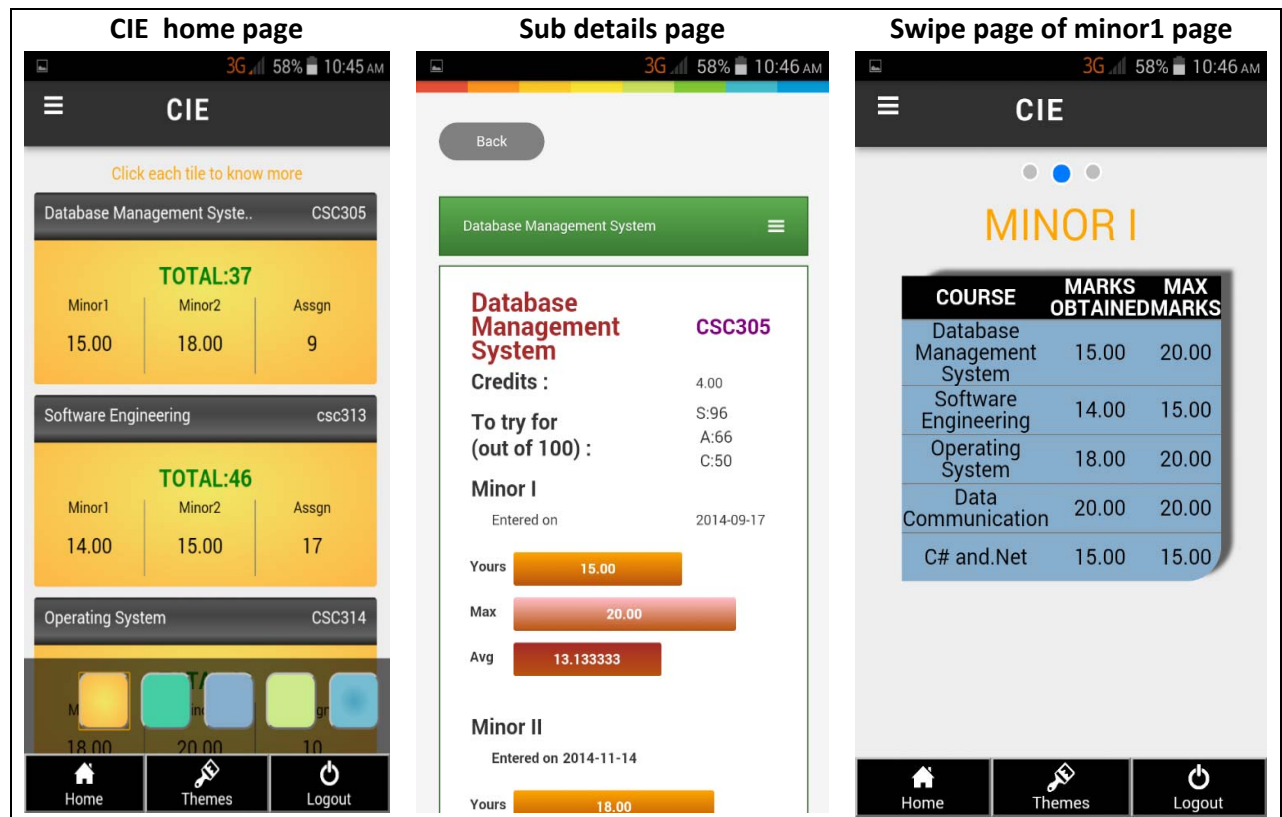 CIE home page
3G 58% 10:45 AM
CIE
Click each tile to know more
Database Management Syste.. CSC305
TOTAL:37
Minor1 Minor2 Assgn
15.00 18.00 9
Software Engineering csc313
TOTAL:46
Minor1 Minor2 Assgn
14.00 15.00 17
Operating System CSC314
18.00 20.00 10
Home Themes Logout
Sub details page
3G 58% 10:46 AM
Back
Database Management System
Database
Management
System
CSC305
Credits : 4.00
To try for
(out of 100) :
S:96
A:66
C:50
Minor I
Entered on 2014-09-17
Yours 15.00
Max 20.00
Avg 13.133333
Minor II
Entered on 2014-11-14
Yours 18.00
Swipe page of minor1 page
3G 58% 10:46 AM
CIE
MINOR I
COURSE MARKS OBTAINED MAX MARKS
Database
Management
System
15.00 20.00
Software
Engineering
14.00 15.00
Operating
System
18.00 20.00
Data
Communication
20.00 20.00
C# and.Net 15.00 15.00
Home Themes Logout